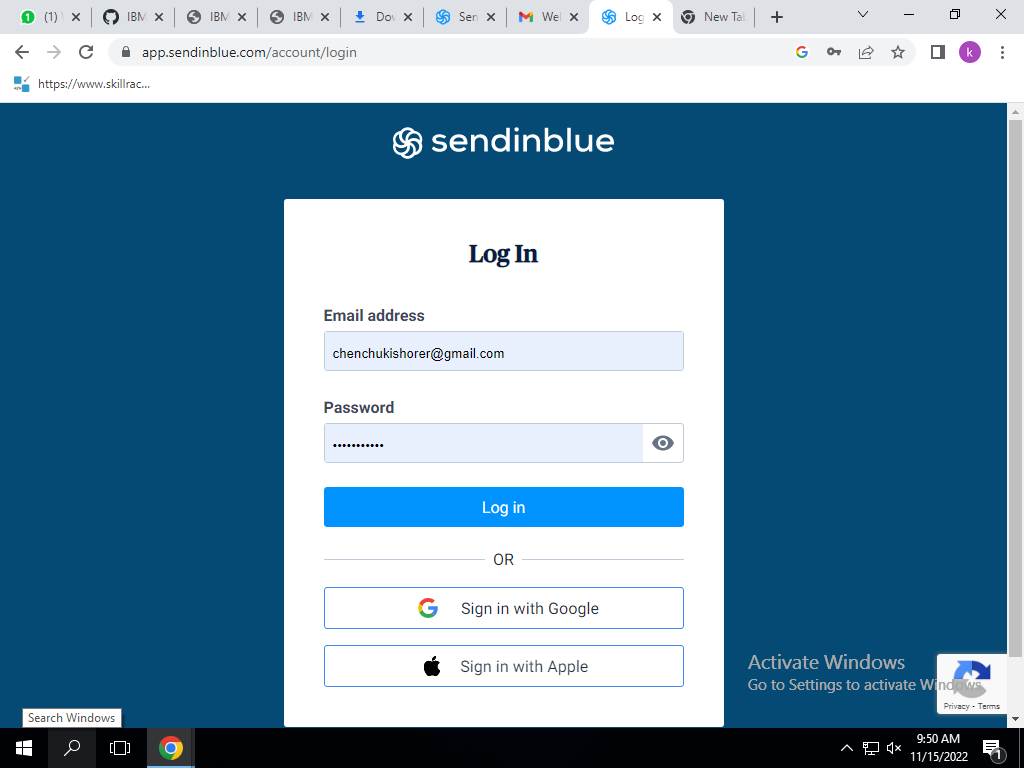 (1) IBM IBM IBM Dov Sen Wel Log New Tab
app.sendinblue.com/account/login
k
https://www.skillrac...
sendinblue
Log In
Email address
chenchukishorer@gmail.com
Password
Log in
OR
Sign in with Google
Sign in with Apple
Activate Windows
Go to Settings to activate Windows.
Privacy - Terms
Search Windows
9:50 AM
11/15/2022
1